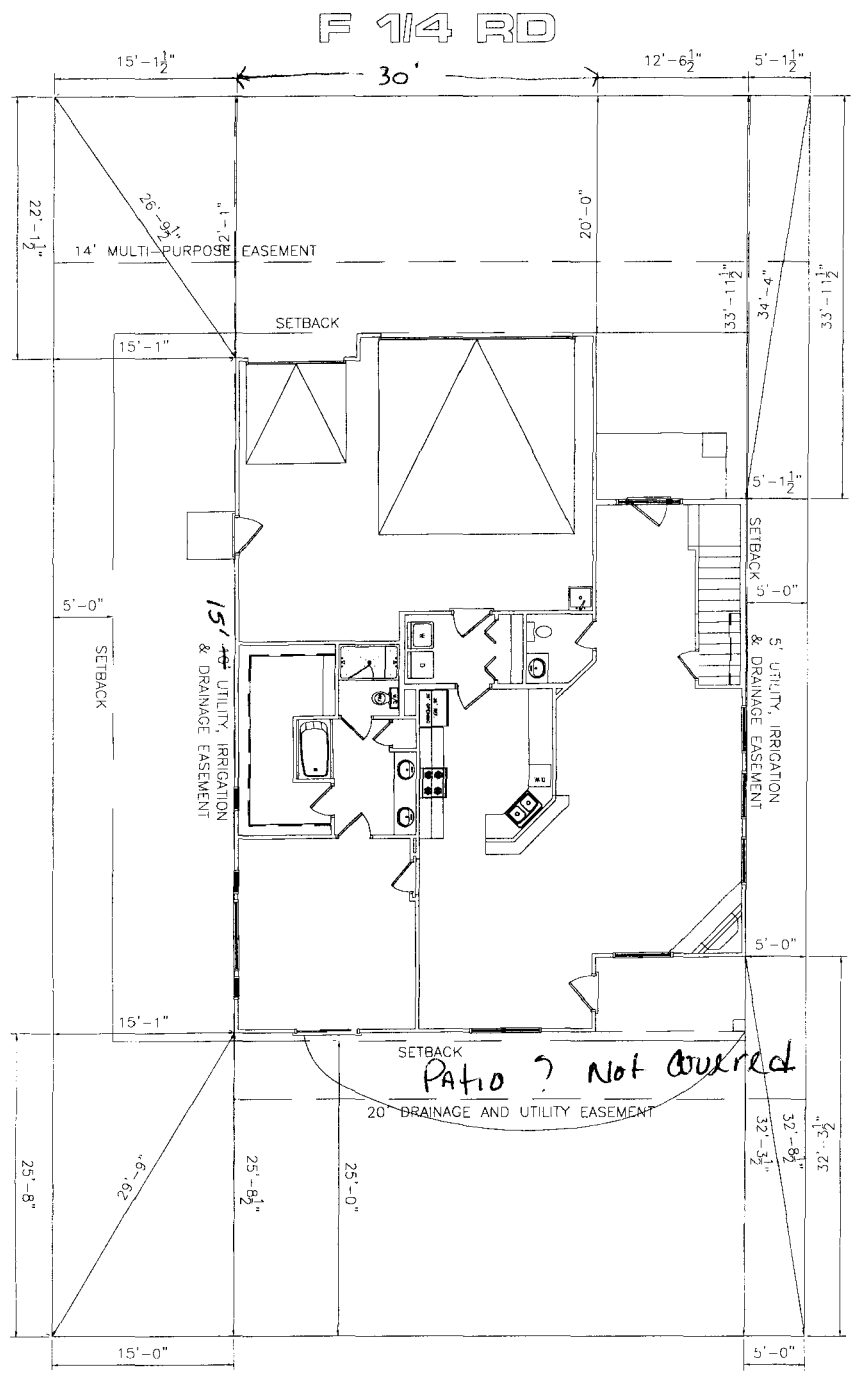 F 1/4 RD
15'-1½"
30'
12'-6½"
5'-1½"
22'-1½"
26'-9½"
22'-1"
20'-0"
33'-11½"
34'-4"
33'-11½"
14' MULTI-PURPOSE EASEMENT
SETBACK
15'-1"
5'-1½"
SETBACK
5'-0"
5'-0"
SETBACK
15' 10' UTILITY, IRRIGATION
& DRAINAGE EASEMENT
5' UTILITY, IRRIGATION
& DRAINAGE EASEMENT
W
D
D.W.
5'-0"
15'-1"
SETBACK
PATIO ? Not Covered
20' DRAINAGE AND UTILITY EASEMENT
25'-8"
29'-9"
25'-8½"
25'-0"
32'-3½"
32'-8½"
32'-3½"
15'-0"
5'-0"